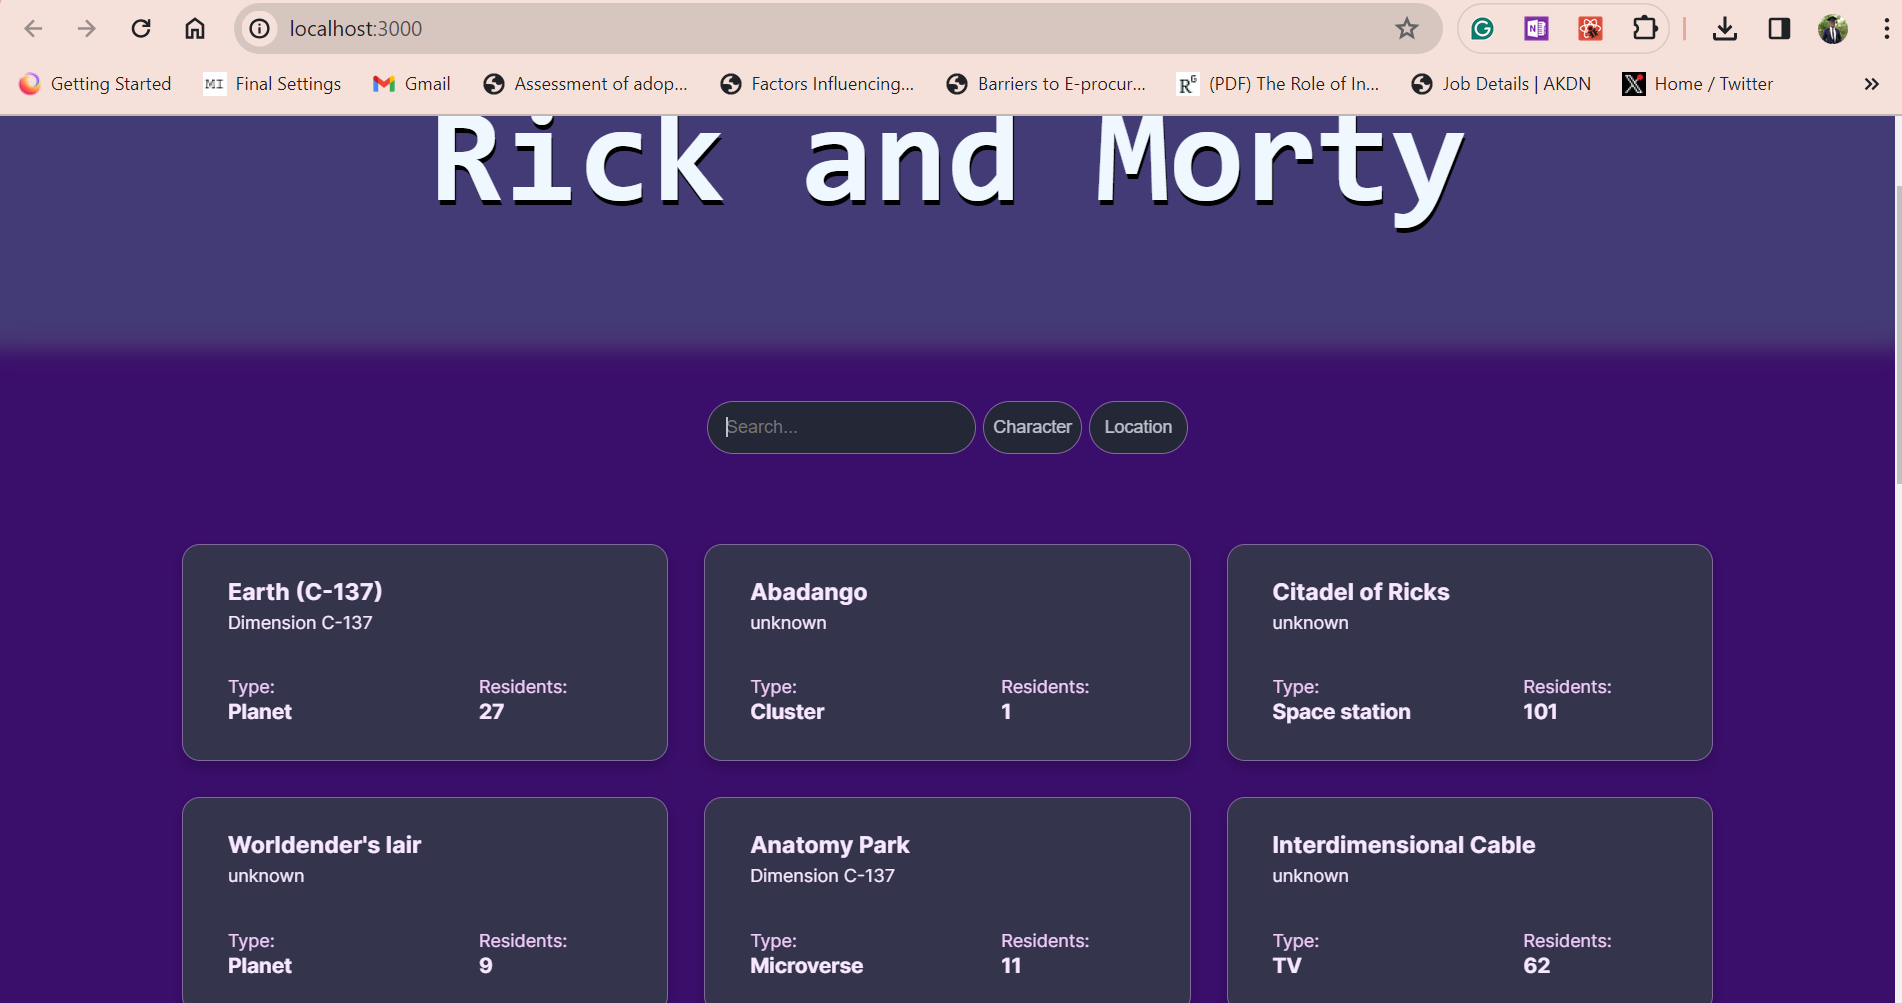 localhost:3000
Getting Started
MI Final Settings
Gmail
Assessment of adop...
Factors Influencing...
Barriers to E-procur...
RG (PDF) The Role of In...
Job Details | AKDN
Home / Twitter
Rick and Morty
Search...
Character
Location
Earth (C-137)
Dimension C-137
Type:
Planet
Residents:
27
Abadango
unknown
Type:
Cluster
Residents:
1
Citadel of Ricks
unknown
Type:
Space station
Residents:
101
Worldender's lair
unknown
Type:
Planet
Residents:
9
Anatomy Park
Dimension C-137
Type:
Microverse
Residents:
11
Interdimensional Cable
unknown
Type:
TV
Residents:
62